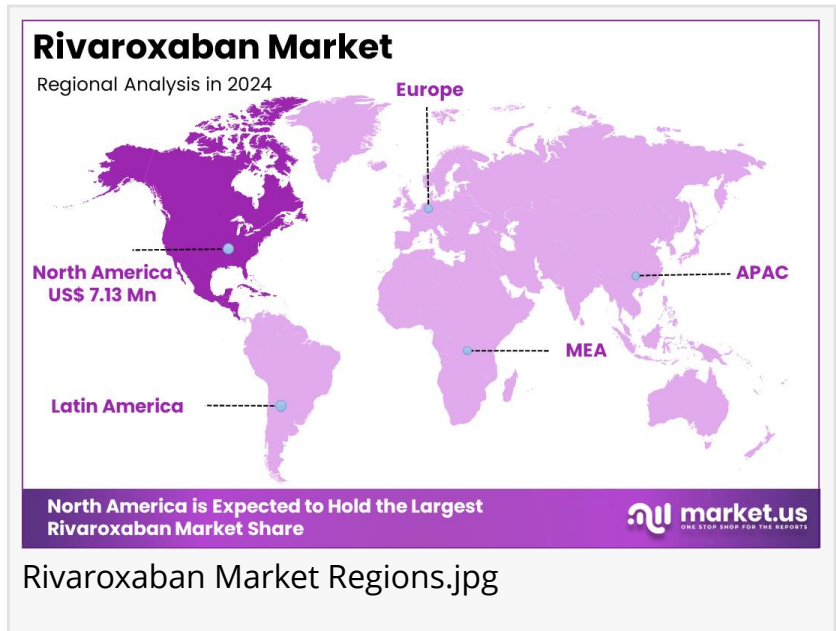 Rivaroxaban Market
Regional Analysis in 2024
Europe
North America
US$ 7.13 Mn
APAC
MEA
Latin America
North America is Expected to Hold the Largest
Rivaroxaban Market Share
market.us
ONE STOP SHOP FOR THE REPORTS
Rivaroxaban Market Regions.jpg